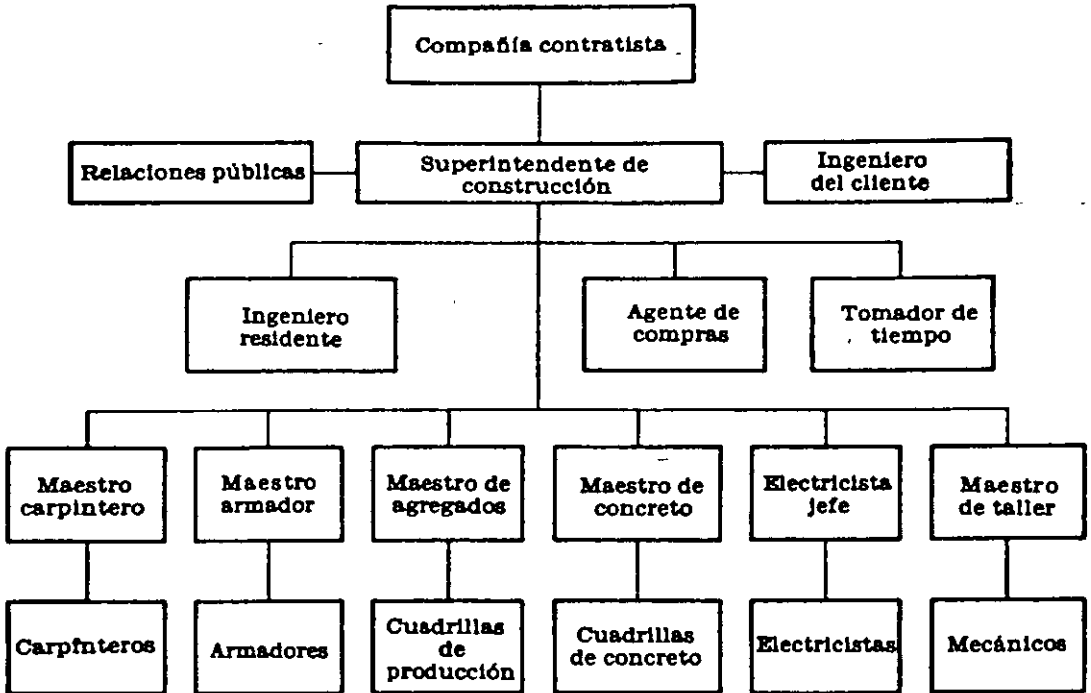 Compañía contratista
Relaciones públicas
Superintendente de
construcción
Ingeniero
del cliente
Ingeniero
residente
Agente de
compras
Tomador de
tiempo
Maestro
carpintero
Maestro
armador
Maestro de
agregados
Maestro de
concreto
Electricista
jefe
Maestro
de taller
Carpinteros
Armadores
Cuadrillas
de
producción
Cuadrillas
de concreto
Electricistas
Mecánicos